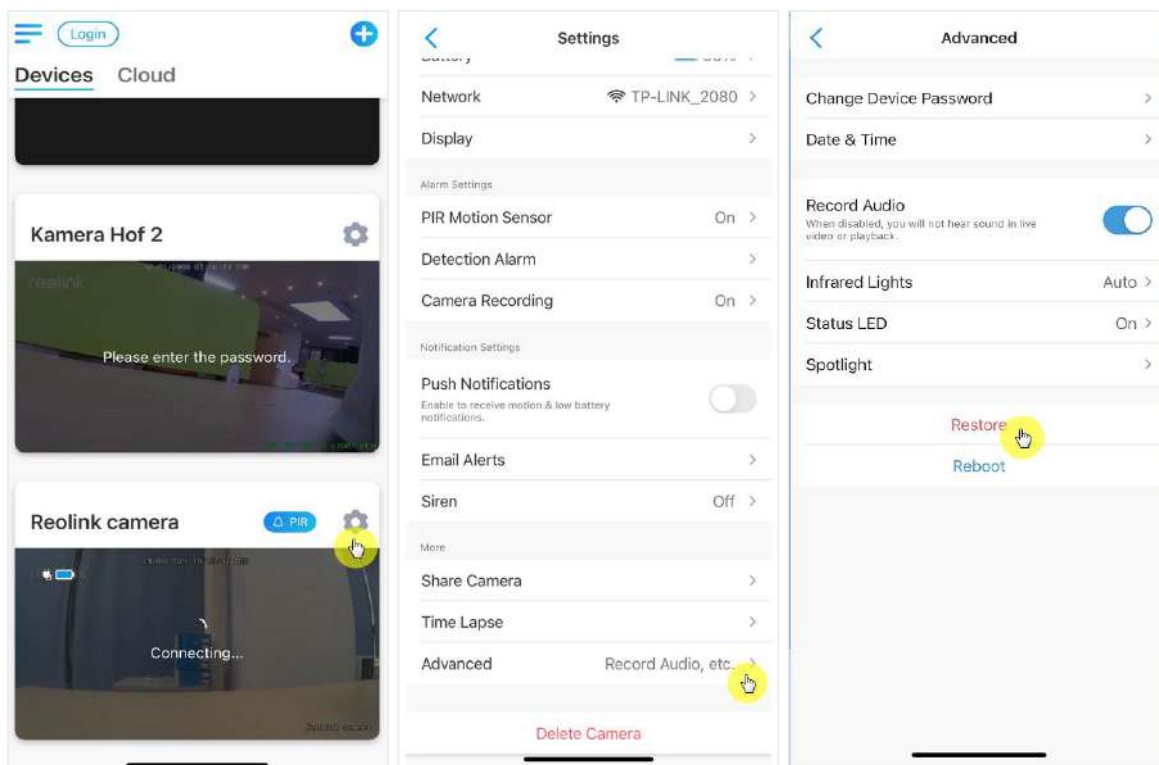 Login
Devices Cloud
Kamera Hof 2
reolink
Please enter the password.
Reolink camera PIR
Connecting...
Settings
Network TP-LINK_2080
Display
Alarm Settings
PIR Motion Sensor On
Detection Alarm
Camera Recording On
Notification Settings
Push Notifications
Enable to receive motion & low battery
notifications.
Email Alerts
Siren Off
More
Share Camera
Time Lapse
Advanced Record Audio, etc.
Delete Camera
Advanced
Change Device Password
Date & Time
Record Audio
When disabled, you will not hear sound in live
video or playback.
Infrared Lights Auto
Status LED On
Spotlight
Restore
Reboot